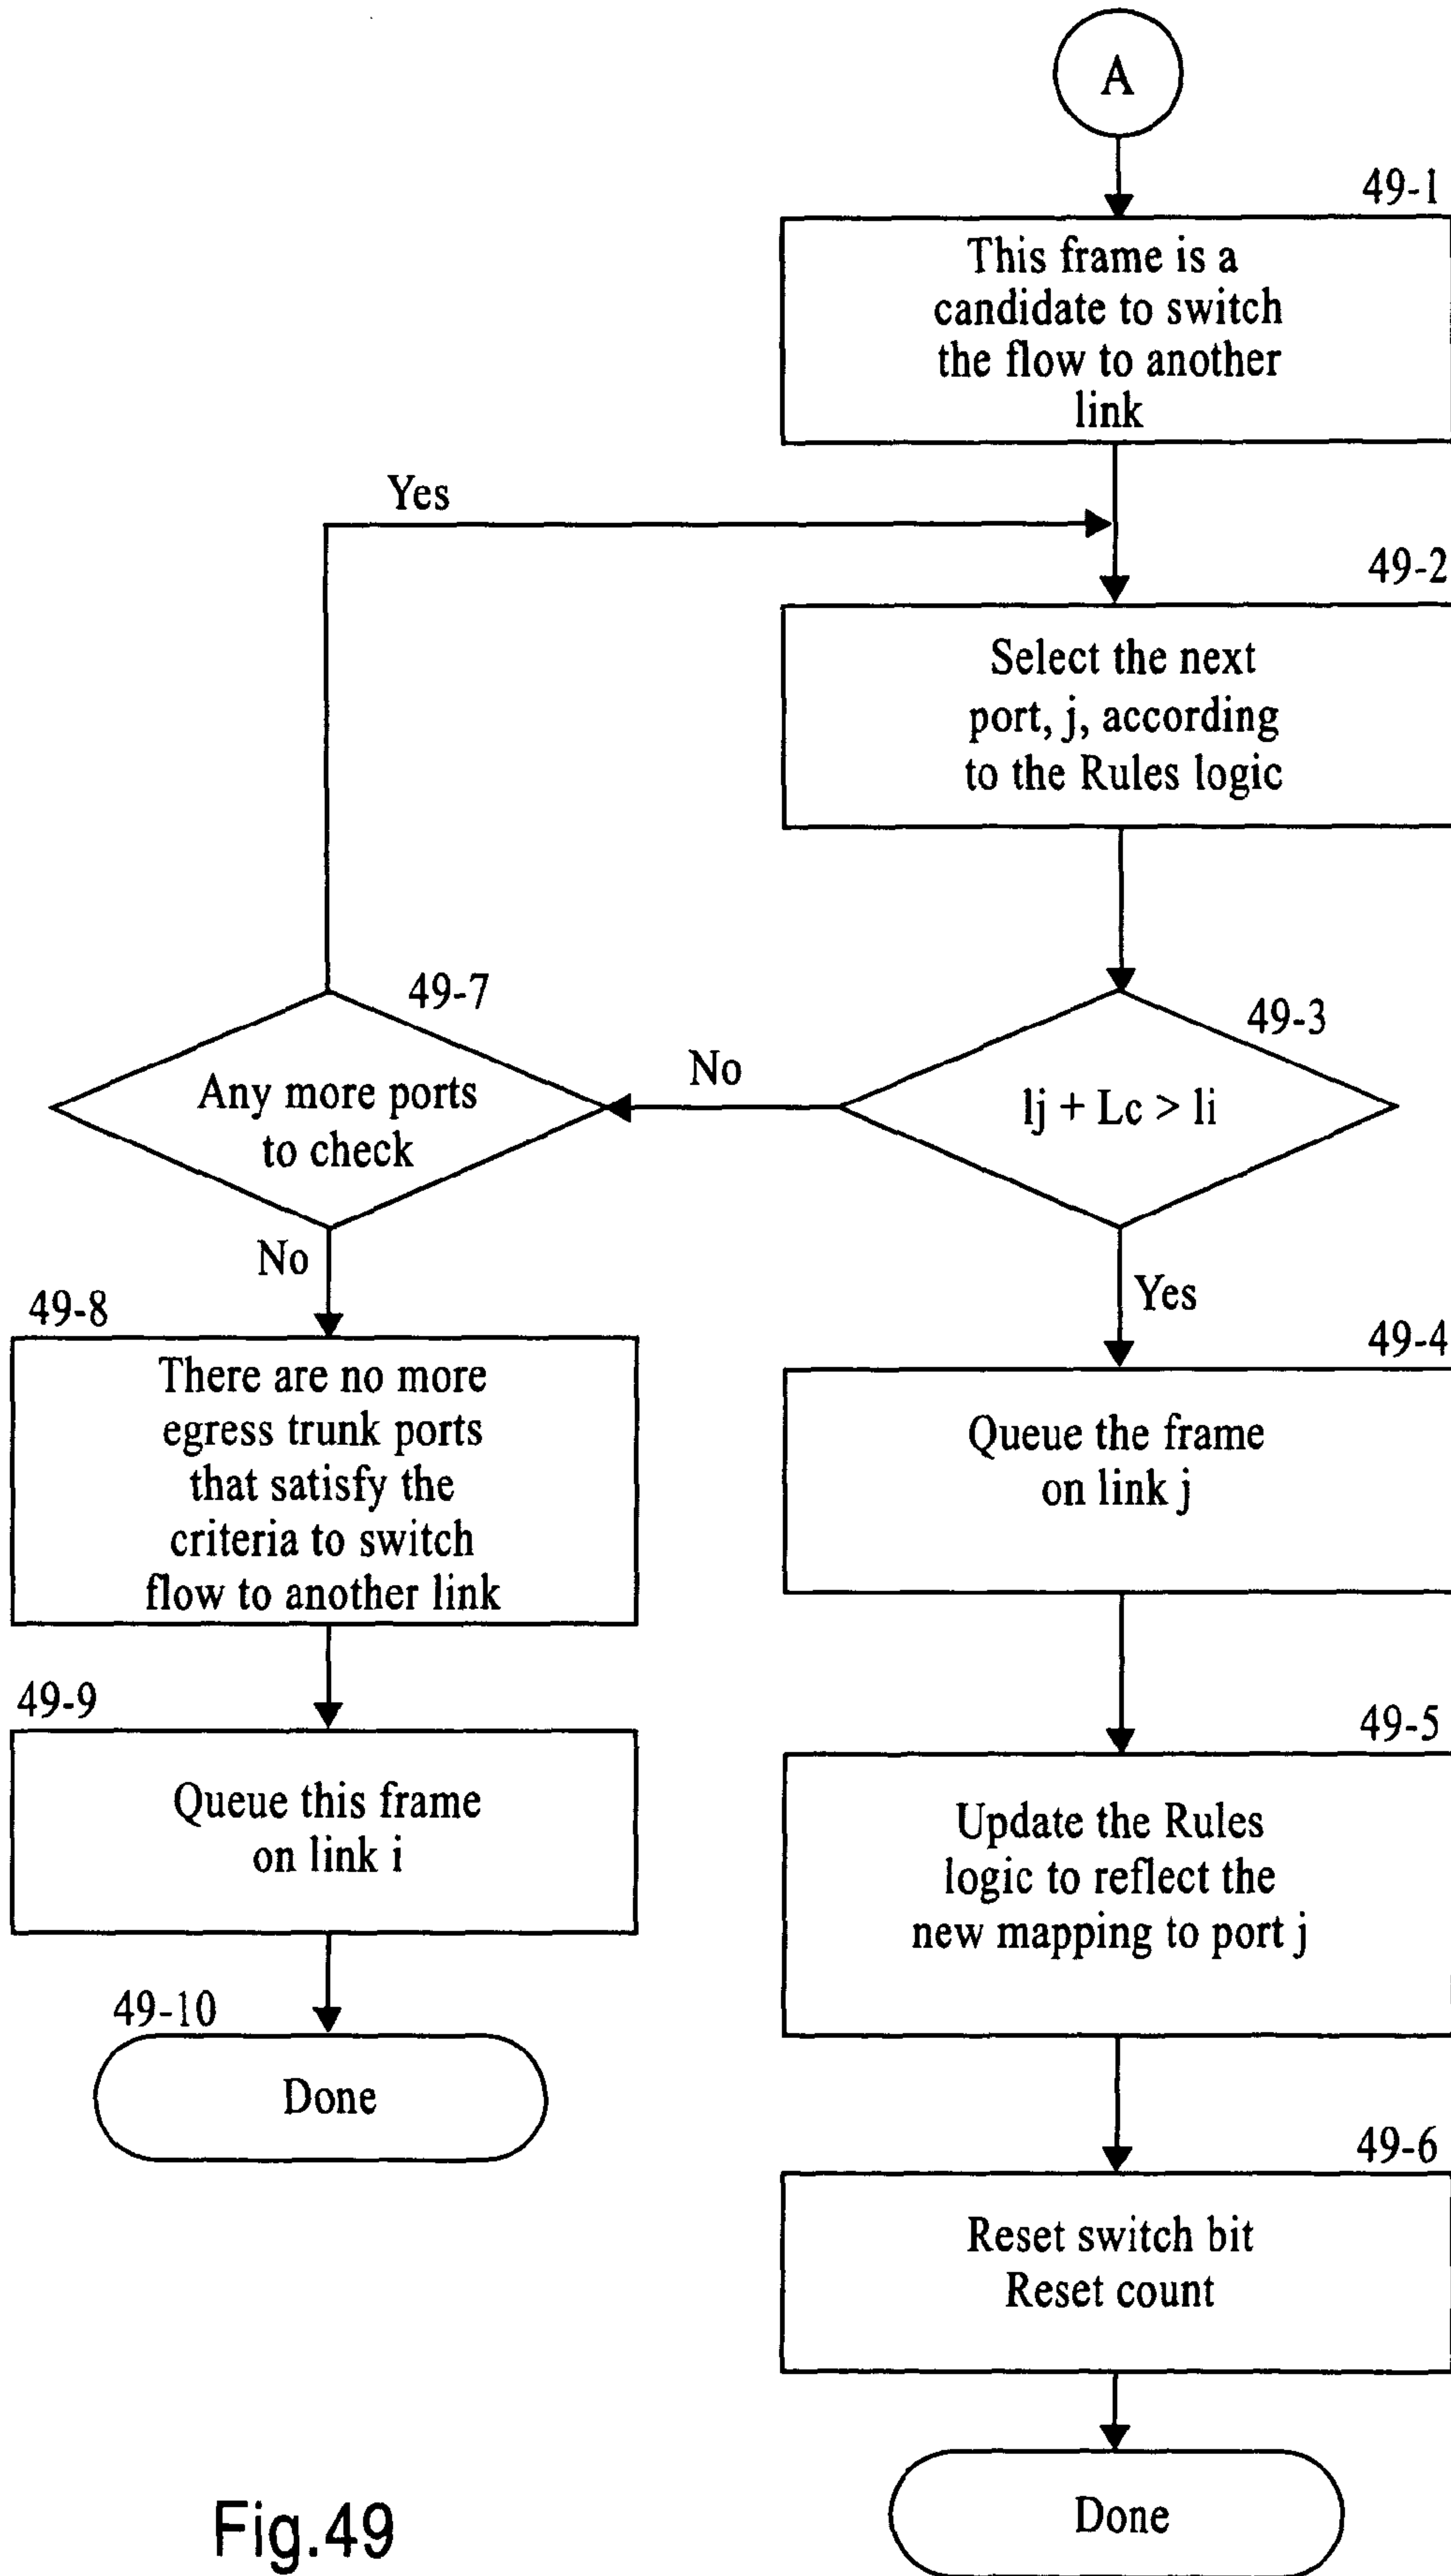 A
49-1
This frame is a
candidate to switch
the flow to another
link
Yes
49-2
Select the next
port, j, according
to the Rules logic
49-7
Any more ports
to check
No
49-3
lj + Lc > li
No
Yes
49-8
There are no more
egress trunk ports
that satisfy the
criteria to switch
flow to another link
49-4
Queue the frame
on link j
49-9
Queue this frame
on link i
49-5
Update the Rules
logic to reflect the
new mapping to port j
49-10
Done
49-6
Reset switch bit
Reset count
Done
Fig.49